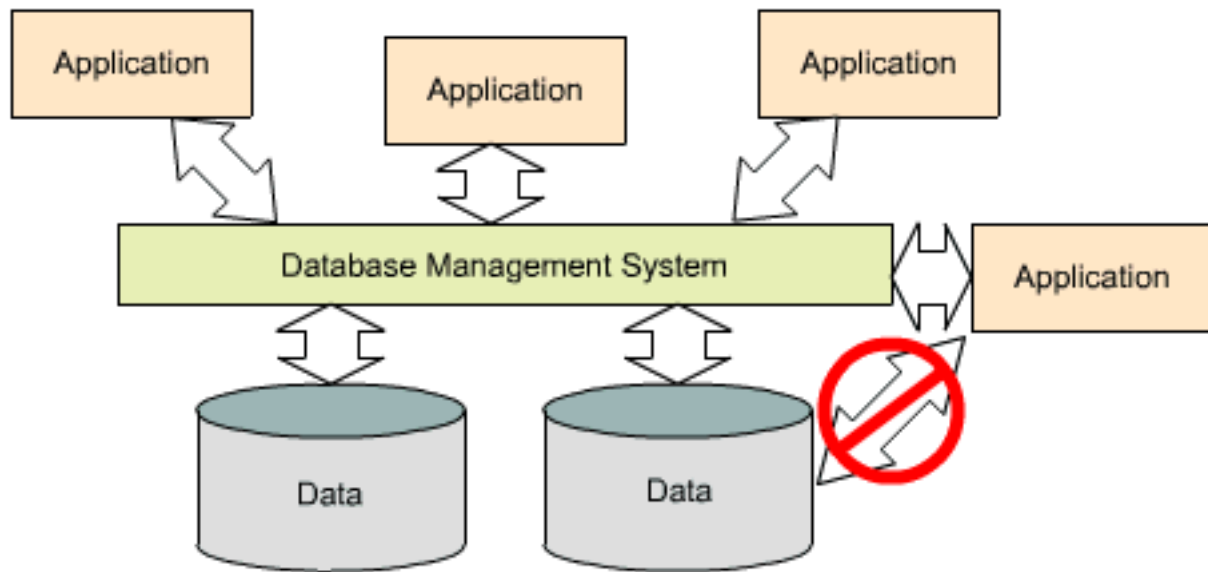 Application
Application
Application
Database Management System
Application
Data
Data